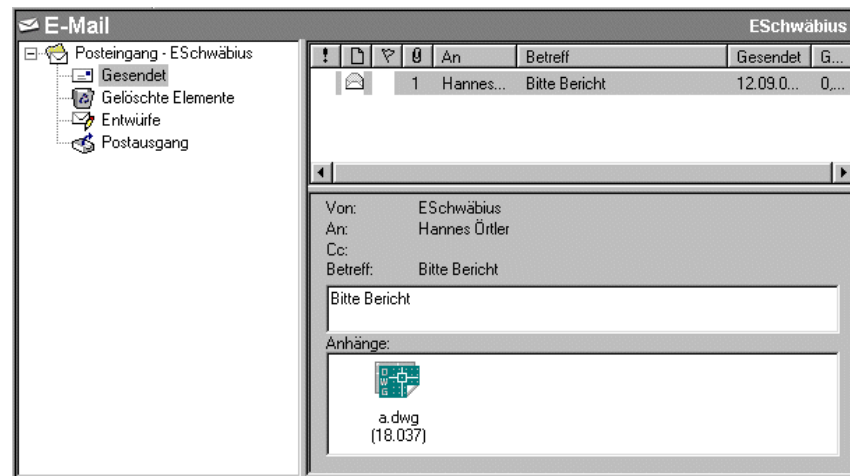 E-Mail
ESchwäbius
Posteingang - ESchwäbius
Gesendet
Gelöschte Elemente
Entwürfe
Postausgang
! An Betreff Gesendet G...
1 Hannes... Bitte Bericht 12.09.0... 0,...
Von: ESchwäbius
An: Hannes Örtler
Cc:
Betreff: Bitte Bericht
Bitte Bericht
Anhänge:
DWG
a.dwg
(18.037)